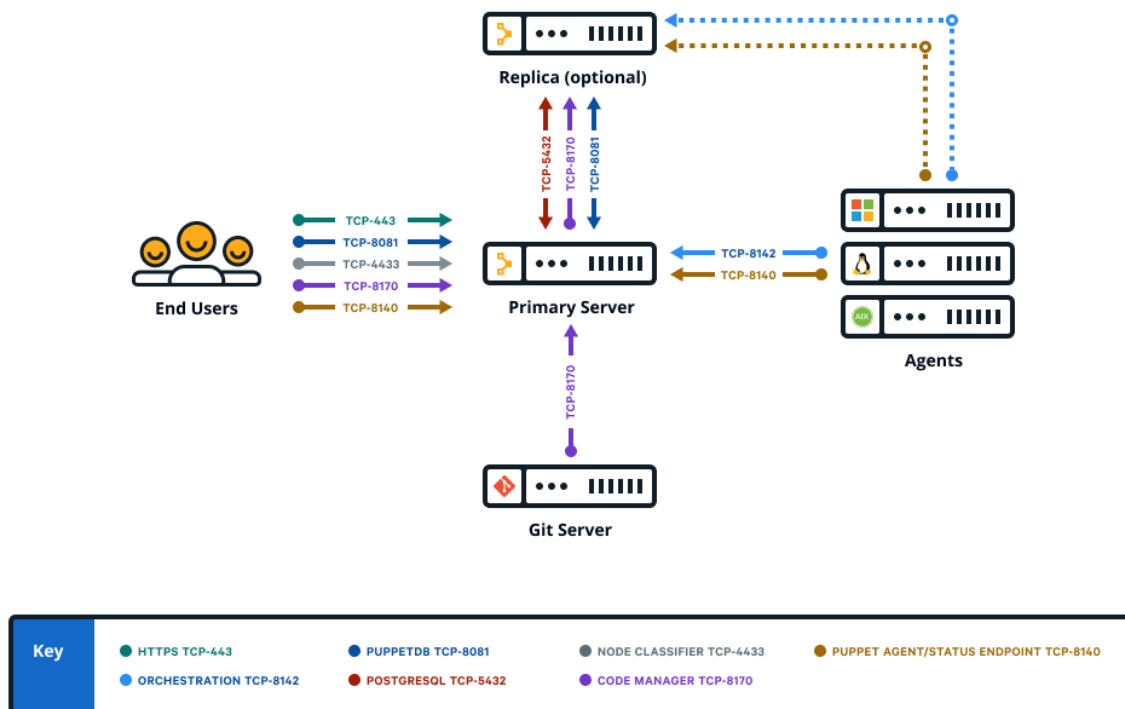 Replica (optional)
TCP-5432
TCP-8170
TCP-8081
TCP-443
TCP-8081
TCP-4433
TCP-8170
TCP-8140
End Users
Primary Server
TCP-8142
TCP-8140
AIX
Agents
TCP-8170
Git Server
Key
HTTPS TCP-443
PUPPETDB TCP-8081
NODE CLASSIFIER TCP-4433
PUPPET AGENT/STATUS ENDPOINT TCP-8140
ORCHESTRATION TCP-8142
POSTGRESQL TCP-5432
CODE MANAGER TCP-8170